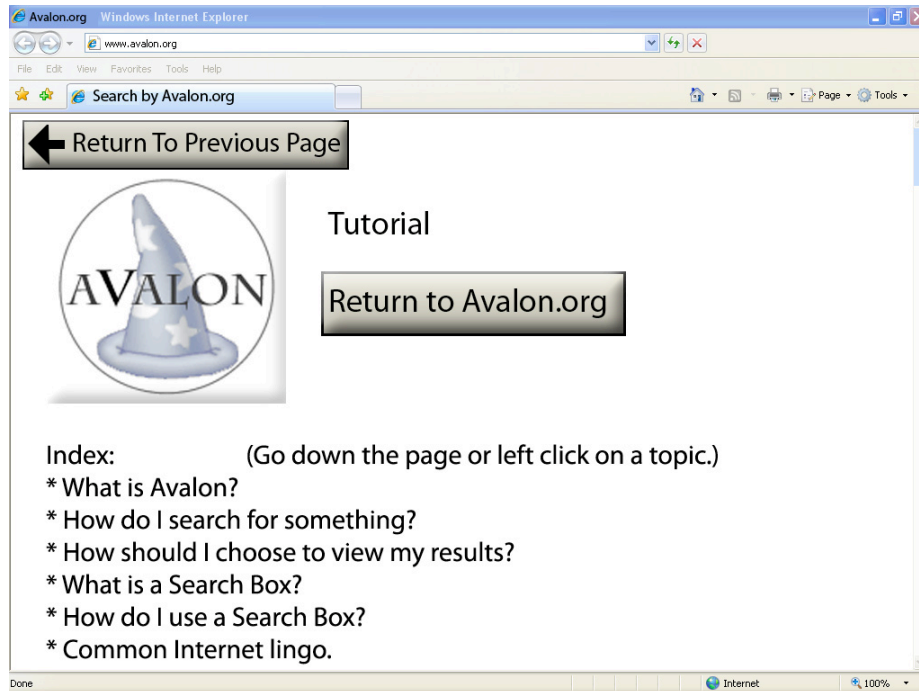 Avalon.org Windows Internet Explorer
www.avalon.org
File Edit View Favorites Tools Help
Search by Avalon.org Page Tools
Return To Previous Page
AVALON
Tutorial
Return to Avalon.org
Index: (Go down the page or left click on a topic.)
* What is Avalon?
* How do I search for something?
* How should I choose to view my results?
* What is a Search Box?
* How do I use a Search Box?
* Common Internet lingo.
Done Internet 100%